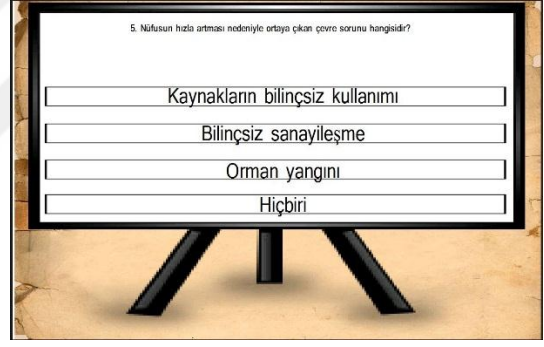 5. Nüfusun hızla artması nedeniyle ortaya çıkan çevre sorunu hangisidir?
Kaynakların bilinçsiz kullanımı
Bilinçsiz sanayileşme
Orman yangını
Hiçbiri